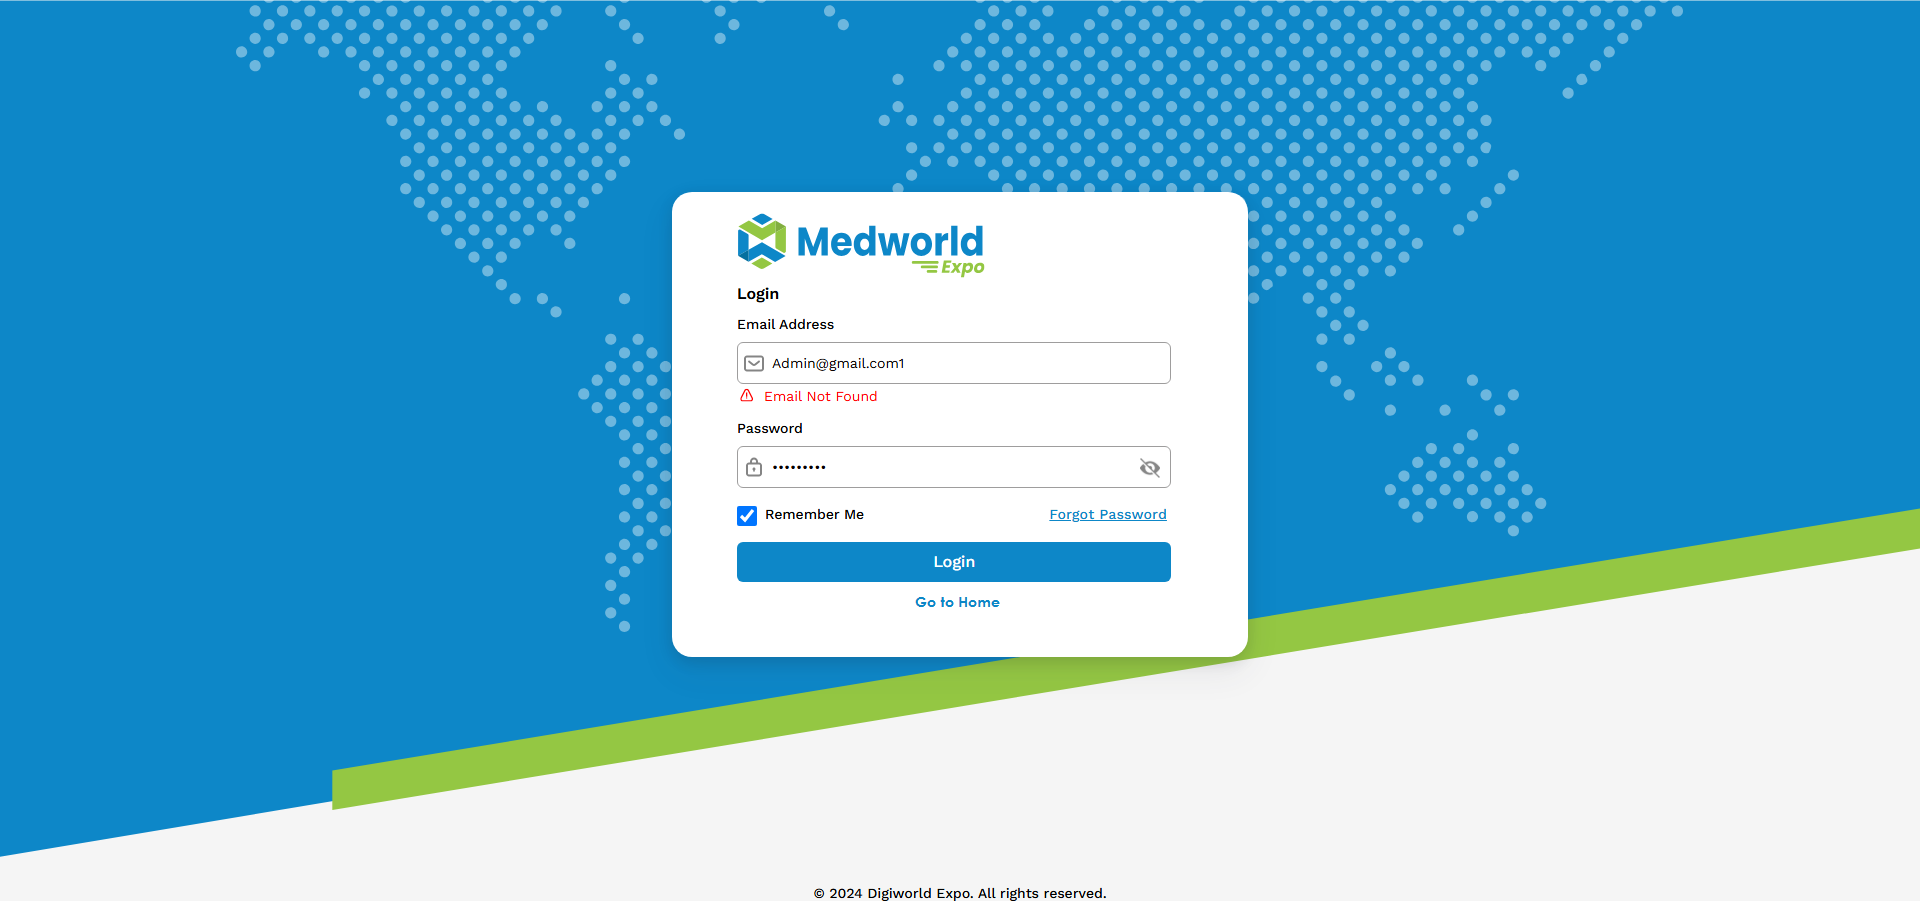 Medworld
Expo
Login
Email Address
Admin@gmail.com1
Email Not Found
Password
•••••••••
Remember Me
Forgot Password
Login
Go to Home
© 2024 Digiworld Expo. All rights reserved.